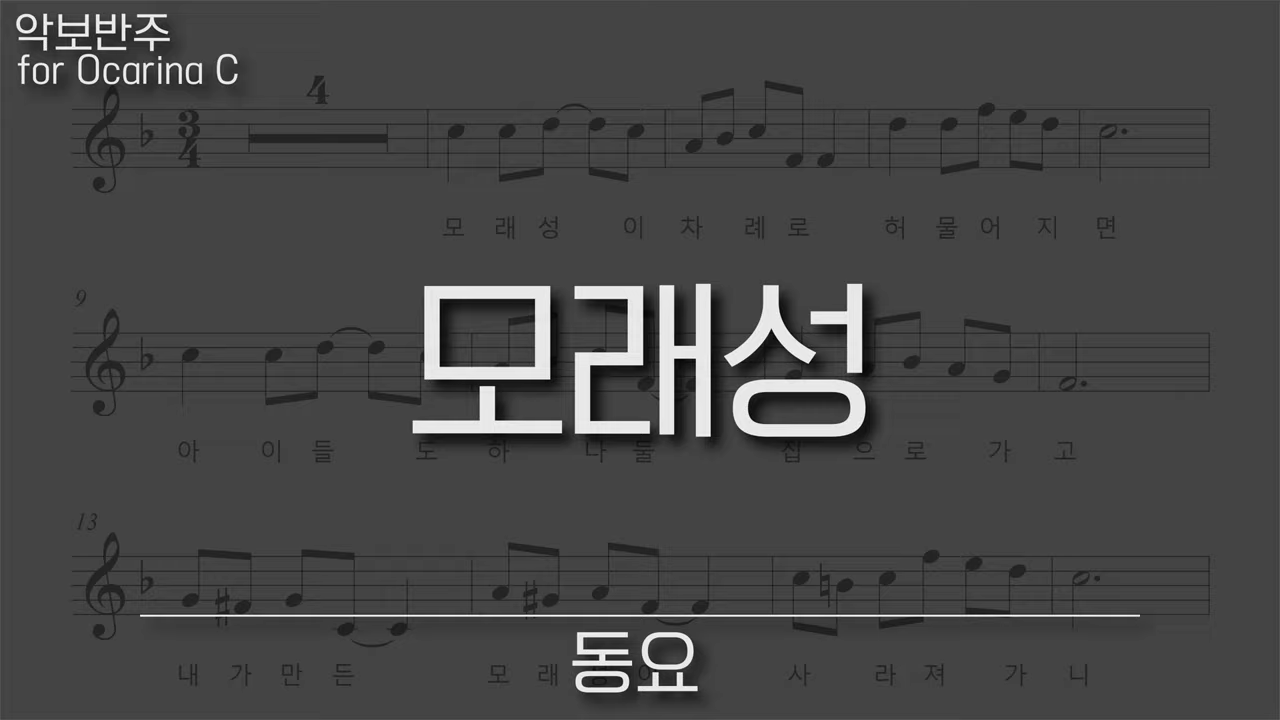 악보반주
for Ocarina C
3
4
4
모 래 성 이 차 례 로 허 물 어 지 면
9
모래성
아 이 들 도 하 나 둘 집 으 로 가 고
13
내 가 만 든 모 래 사 라 져 가 니
동요